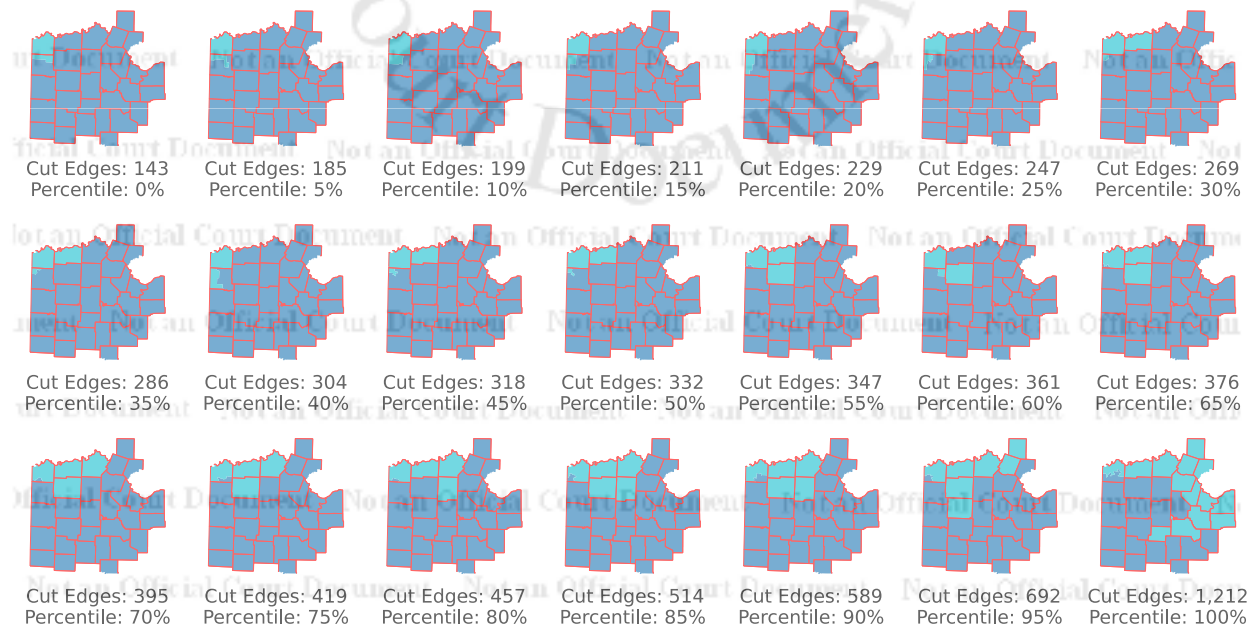 Cut Edges: 143
Percentile: 0%
Cut Edges: 185
Percentile: 5%
Cut Edges: 199
Percentile: 10%
Cut Edges: 211
Percentile: 15%
Cut Edges: 229
Percentile: 20%
Cut Edges: 247
Percentile: 25%
Cut Edges: 269
Percentile: 30%
Cut Edges: 286
Percentile: 35%
Cut Edges: 304
Percentile: 40%
Cut Edges: 318
Percentile: 45%
Cut Edges: 332
Percentile: 50%
Cut Edges: 347
Percentile: 55%
Cut Edges: 361
Percentile: 60%
Cut Edges: 376
Percentile: 65%
Cut Edges: 395
Percentile: 70%
Cut Edges: 419
Percentile: 75%
Cut Edges: 457
Percentile: 80%
Cut Edges: 514
Percentile: 85%
Cut Edges: 589
Percentile: 90%
Cut Edges: 692
Percentile: 95%
Cut Edges: 1,212
Percentile: 100%
Not an Official Court Document